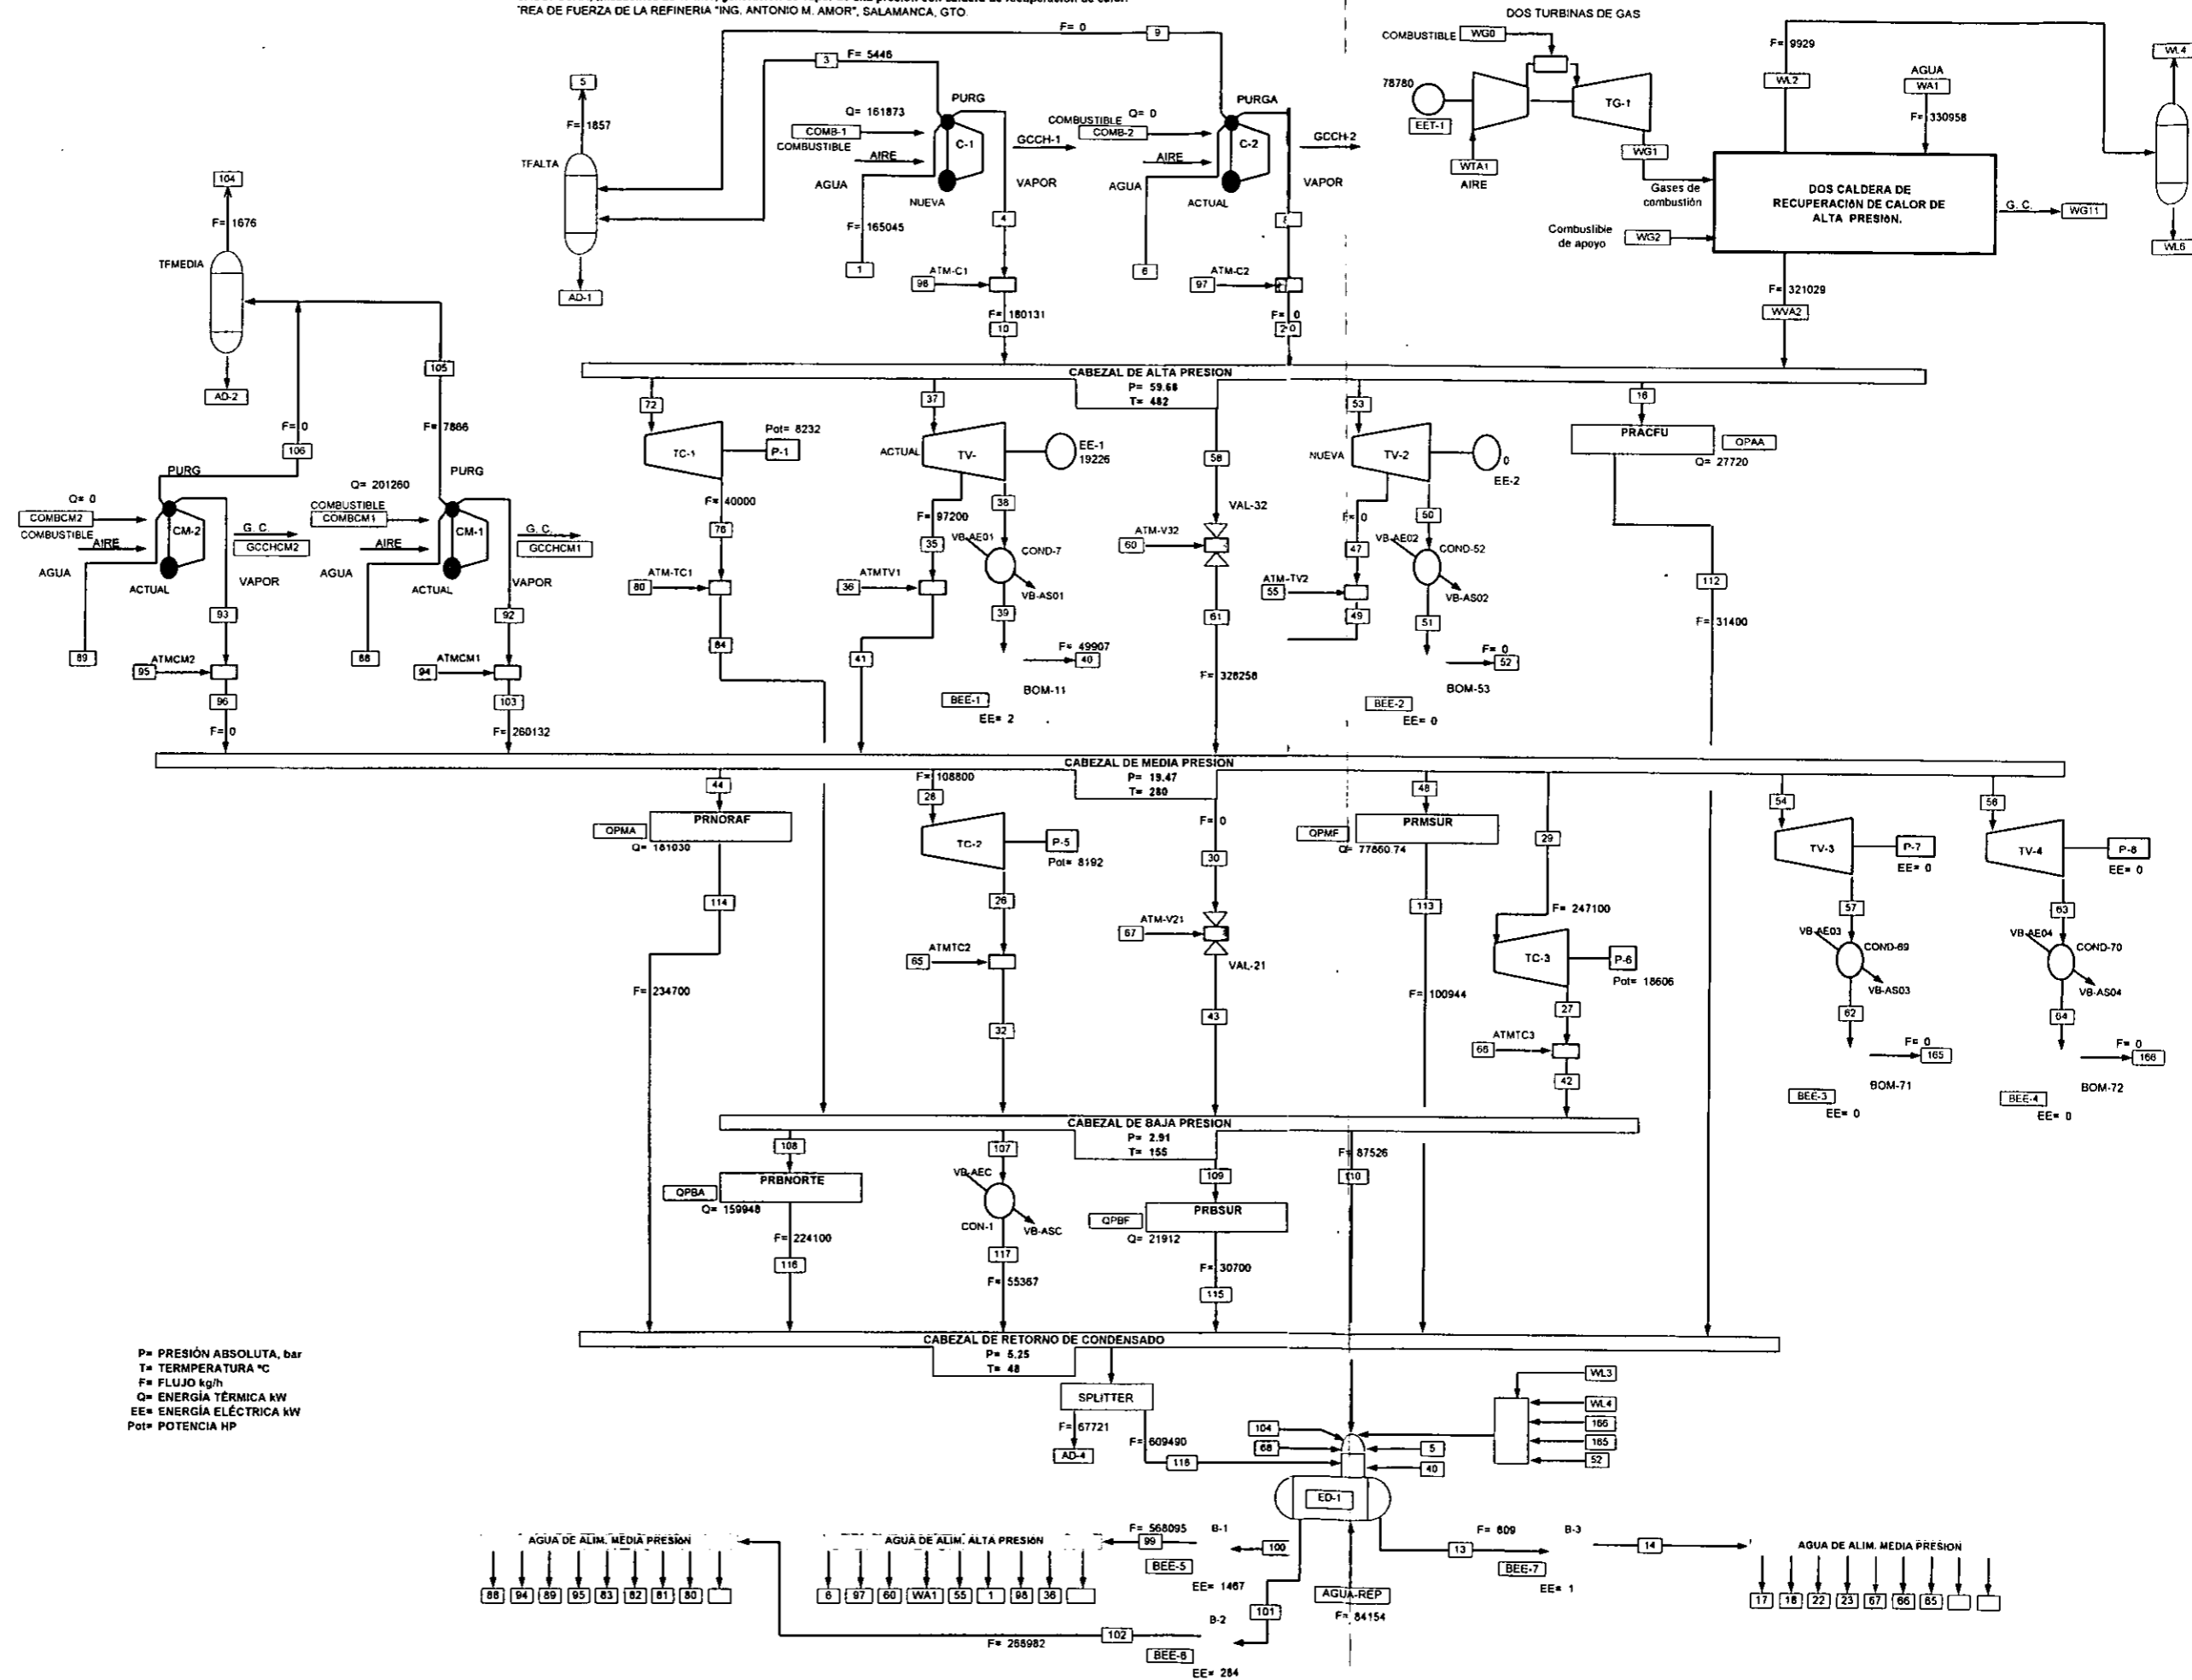 "REA DE FUERZA DE LA REFINERIA "ING. ANTONIO M. AMOR", SALAMANCA, GTO.
DOS TURBINAS DE GAS
COMBUSTIBLE WG0
78780
EET-1
TG-1
WTA1
AIRE
WG1
Gases de
combustión
Combustible
de apoyo
WG2
F= 9929
WL2
AGUA
WA1
F= 330958
DOS CALDERA DE
RECUPERACIÓN DE CALOR DE
ALTA PRESIÓN.
G. C.
WG11
WL4
WL6
F= 321029
WVA2
F= 0
9
3
F= 5446
5
F= 1857
TFALTA
AD-1
PURG
Q= 161873
COMB-1
COMBUSTIBLE
AIRE
AGUA
C-1
GCCH-1
VAPOR
NUEVA
F= 165045
1
4
ATM-C1
98
F= 180131
10
PURGA
COMBUSTIBLE Q= 0
COMB-2
AIRE
AGUA
C-2
GCCH-2
VAPOR
ACTUAL
6
8
ATM-C2
97
F= 0
104
F= 1676
TFMEDIA
AD-2
105
F= 0
106
F= 7866
CABEZAL DE ALTA PRESION
P= 59.68
T= 482
PURG
Q= 0
COMBCM2
COMBUSTIBLE
AIRE
AGUA
CM-2
G. C.
GCCHCM2
VAPOR
ACTUAL
89
93
ATMCM2
95
96
F= 0
PURG
Q= 201260
COMBUSTIBLE
COMBCM1
AIRE
AGUA
CM-1
G. C.
GCCHCM1
VAPOR
ACTUAL
88
92
ATMCM1
94
103
F= 260132
72
TC-1
Pot= 8232
P-1
F= 40000
76
ATM-TC1
80
84
37
ACTUAL
TV-
EE-1
19226
38
F= 97200
35
VB-AE01
COND-7
VB-AS01
ATMTV1
36
39
41
F= 49907
40
BOM-11
BEE-1
EE= 2
58
VAL-32
ATM-V32
60
61
F= 328258
53
NUEVA
TV-2
0
EE-2
F= 0
50
47
VB-AE02
COND-52
VB-AS02
ATM-TV2
55
49
51
F= 0
52
BOM-53
BEE-2
EE= 0
16
PRACFU
QPAA
Q= 27720
112
F= 31400
CABEZAL DE MEDIA PRESION
P= 19.47
T= 280
44
PRNORAF
QPMA
Q= 181030
114
F= 234700
F= 108800
28
TC-2
P-5
Pot= 8192
26
ATMTC2
65
32
F= 0
30
ATM-V21
67
VAL-21
43
48
PRMSUR
QPMF
Q= 77860.74
113
F= 100944
29
F= 247100
TC-3
P-6
Pot= 18606
27
ATMTC3
66
42
54
TV-3
P-7
EE= 0
57
VB-AE03
COND-69
VB-AS03
62
F= 0
165
BOM-71
BEE-3
EE= 0
56
TV-4
P-8
EE= 0
63
VB-AE04
COND-70
VB-AS04
64
F= 0
166
BOM-72
BEE-4
EE= 0
CABEZAL DE BAJA PRESION
P= 2.91
T= 155
108
PRBNORTE
QPBA
Q= 159948
F= 224100
116
107
VB-AEC
CON-1
VB-ASC
117
F= 55367
109
PRBSUR
QPBF
Q= 21912
F= 30700
115
F= 87526
110
CABEZAL DE RETORNO DE CONDENSADO
P= 5.25
T= 48
P= PRESIÓN ABSOLUTA, bar
T= TERMPERATURA ºC
F= FLUJO kg/h
Q= ENERGÍA TÉRMICA kW
EE= ENERGÍA ELÉCTRICA kW
Pot= POTENCIA HP
SPLITTER
F= 67721
AD-4
F= 609490
118
104
68
5
40
WL3
WL4
166
165
52
ED-1
AGUA DE ALIM. MEDIA PRESION
88 94 89 95 83 82 81 80
AGUA DE ALIM. ALTA PRESION
6 97 60 WA1 55 1 98 36
F= 568095
99
B-1
100
BEE-5
EE= 1467
101
B-2
102
F= 268982
BEE-6
EE= 284
AGUA-REP
F= 84154
F= 809
13
B-3
BEE-7
EE= 1
14
AGUA DE ALIM. MEDIA PRESION
17 18 22 23 67 66 65